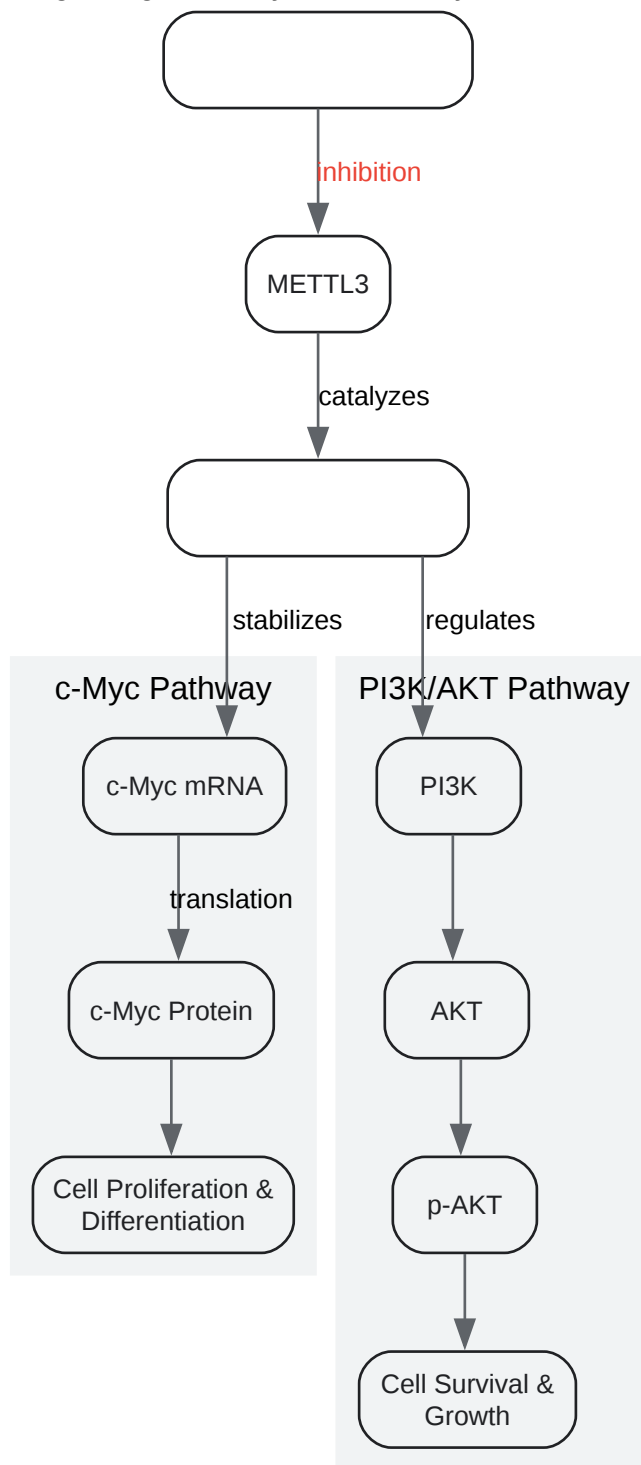 inhibition
METTL3
catalyzes
stabilizes
regulates
c-Myc Pathway
PI3K/AKT Pathway
c-Myc mRNA
PI3K
translation
c-Myc Protein
AKT
Cell Proliferation &
Differentiation
p-AKT
Cell Survival &
Growth